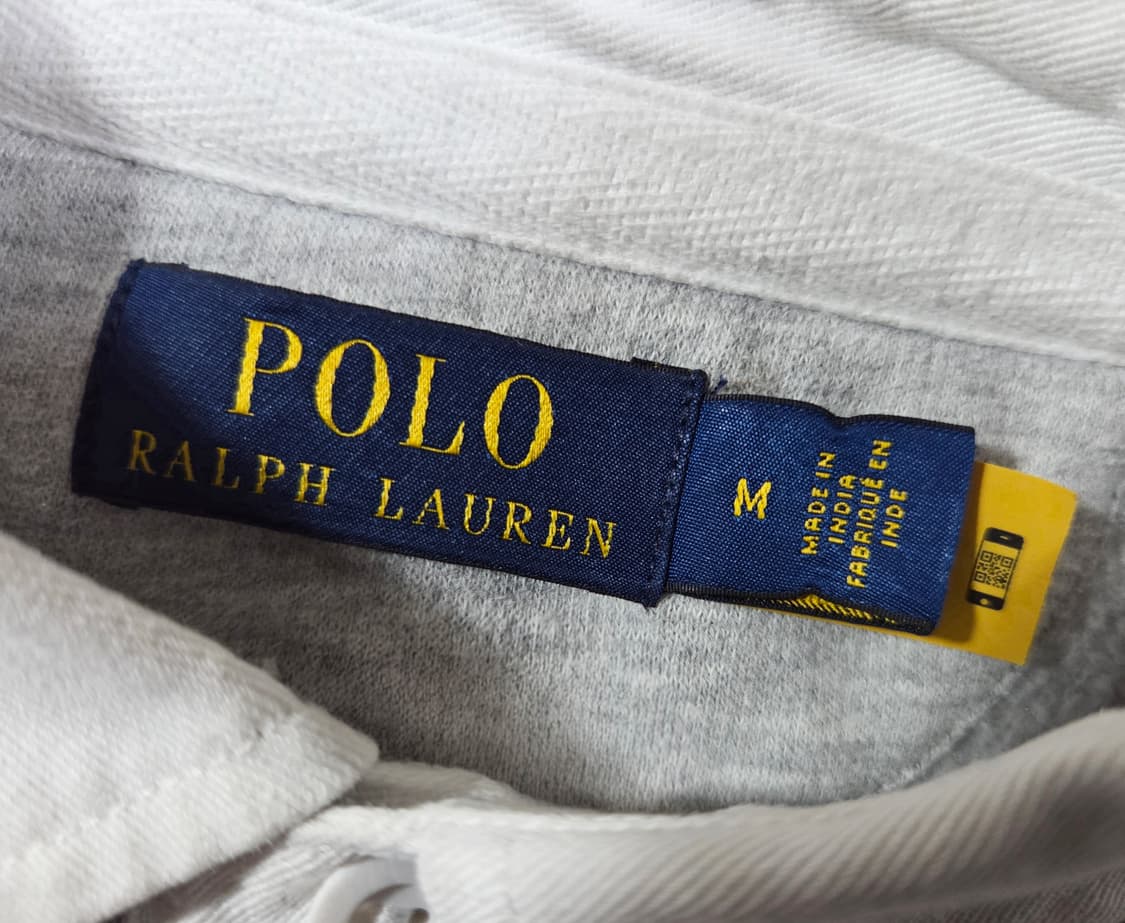 POLO
RALPH LAUREN
M
MADE IN
INDIA
FABRIQUÉ EN
INDE